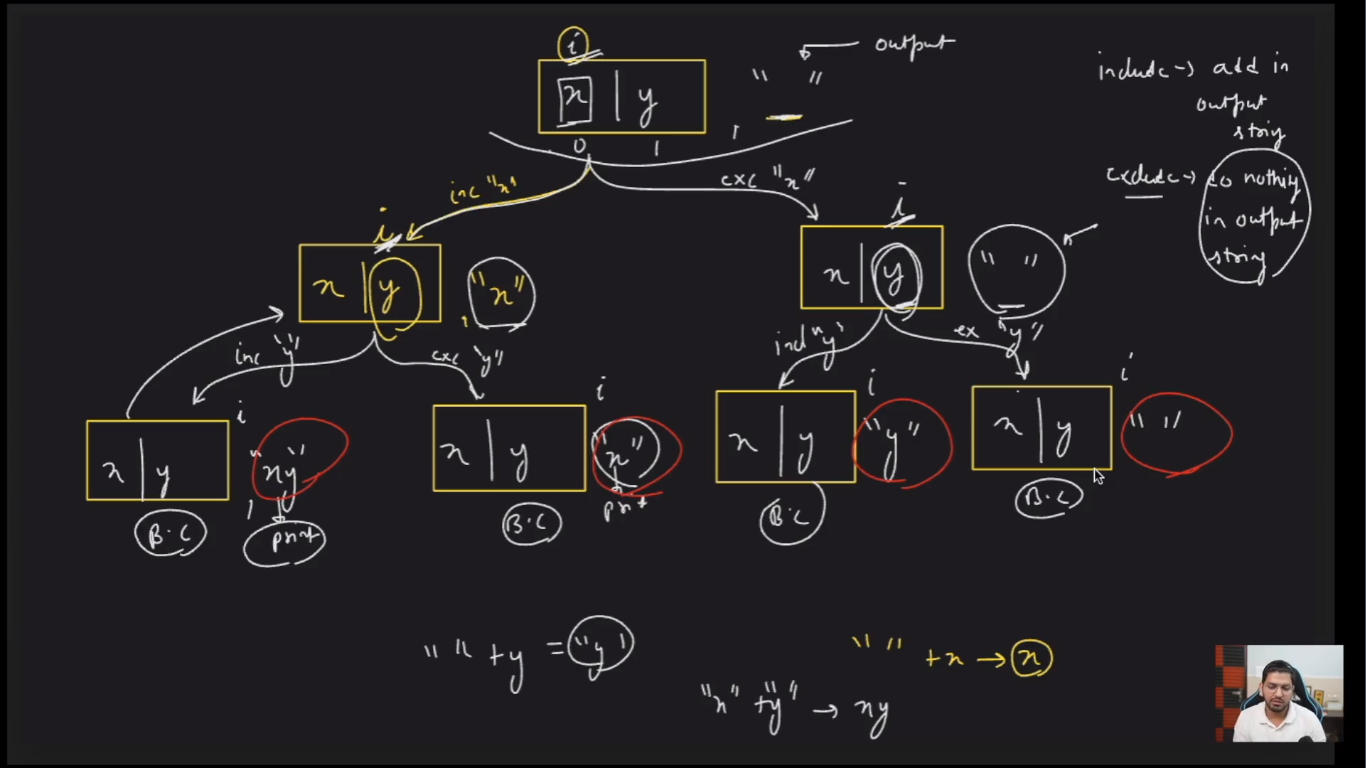 i
output
x | y
" "
,
0 1
include → add in
output
string
exclude → do nothing
in output
string
inc "x"
exc "x"
i
i
x | y
, "x"
x | y
" "
inc "y"
exc "y"
incl "y"
ex "y"
i
i
i
i
x | y
, "xy"
x | y
"x"
x | y
"y"
x | y
" "
B.C
print
B.C
print
B.C
B.C
" " + y = "y"
" " + x → x
"x" + "y" → xy